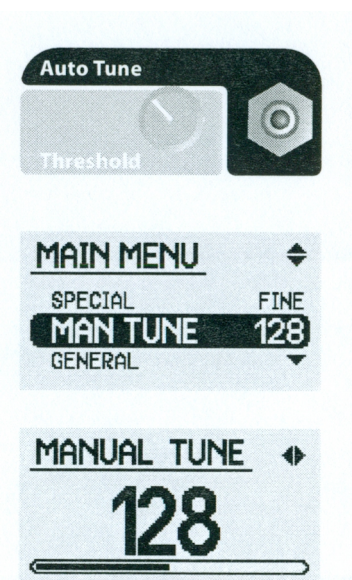 Auto Tune
Threshold
MAIN MENU
SPECIAL FINE
MAN TUNE 128
GENERAL
MANUAL TUNE
128